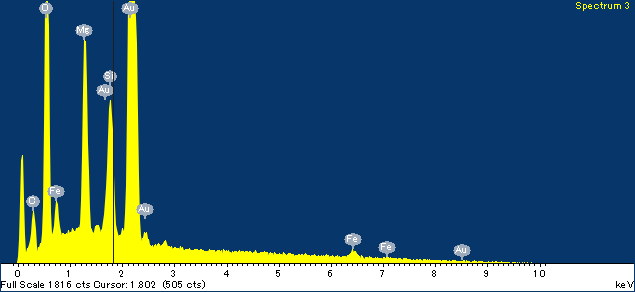 Spectrum 3
O Au
Mg
Si
Au
O Fe
Au
Fe Fe Au
0 1 2 3 4 5 6 7 8 9 10
Full Scale 1816 cts Cursor: 1.802 (505 cts) keV